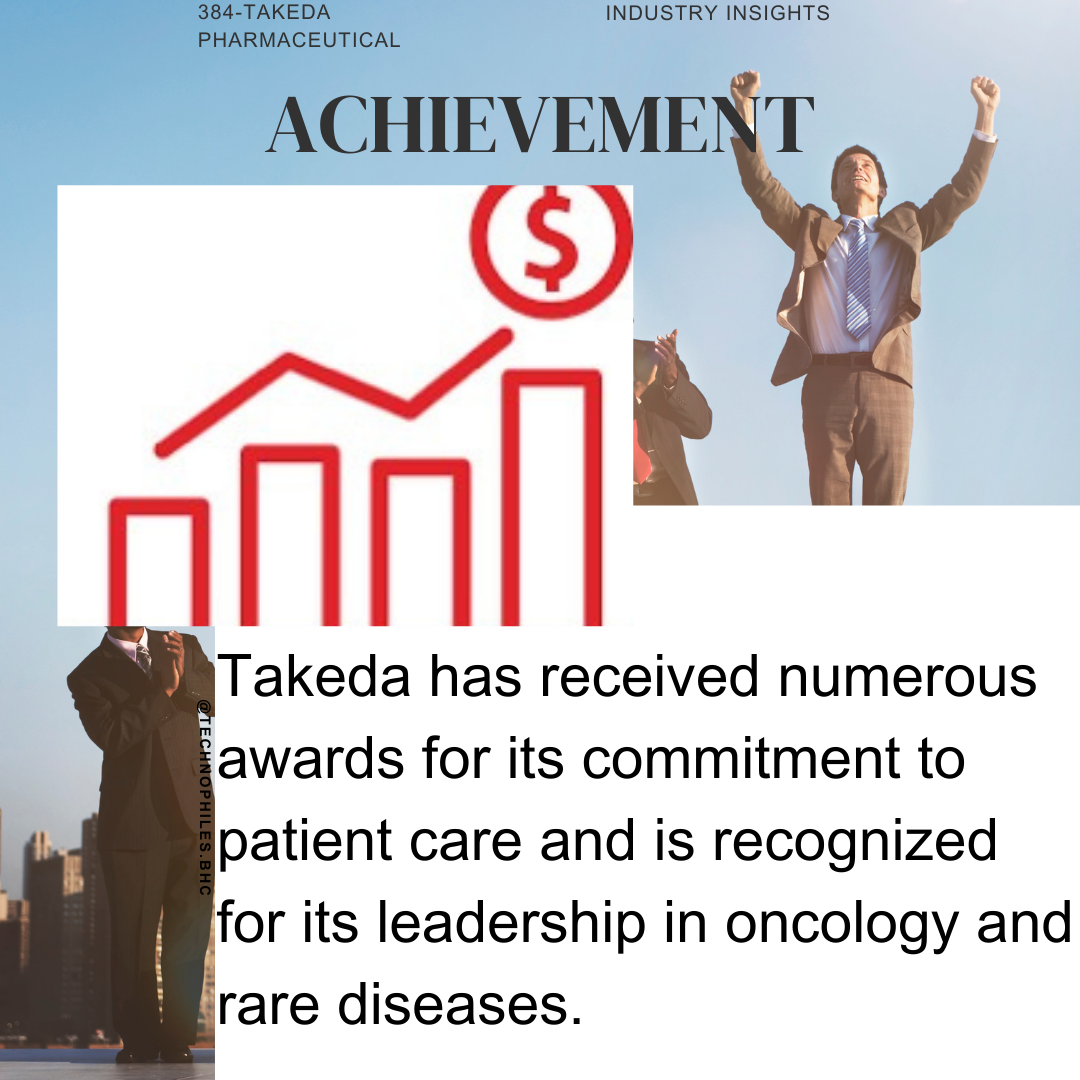 384-TAKEDA
PHARMACEUTICAL
INDUSTRY INSIGHTS
ACHIEVEMENT
$
Takeda has received numerous
awards for its commitment to
patient care and is recognized
for its leadership in oncology and
rare diseases.
@TECHNOPHILES.BHC